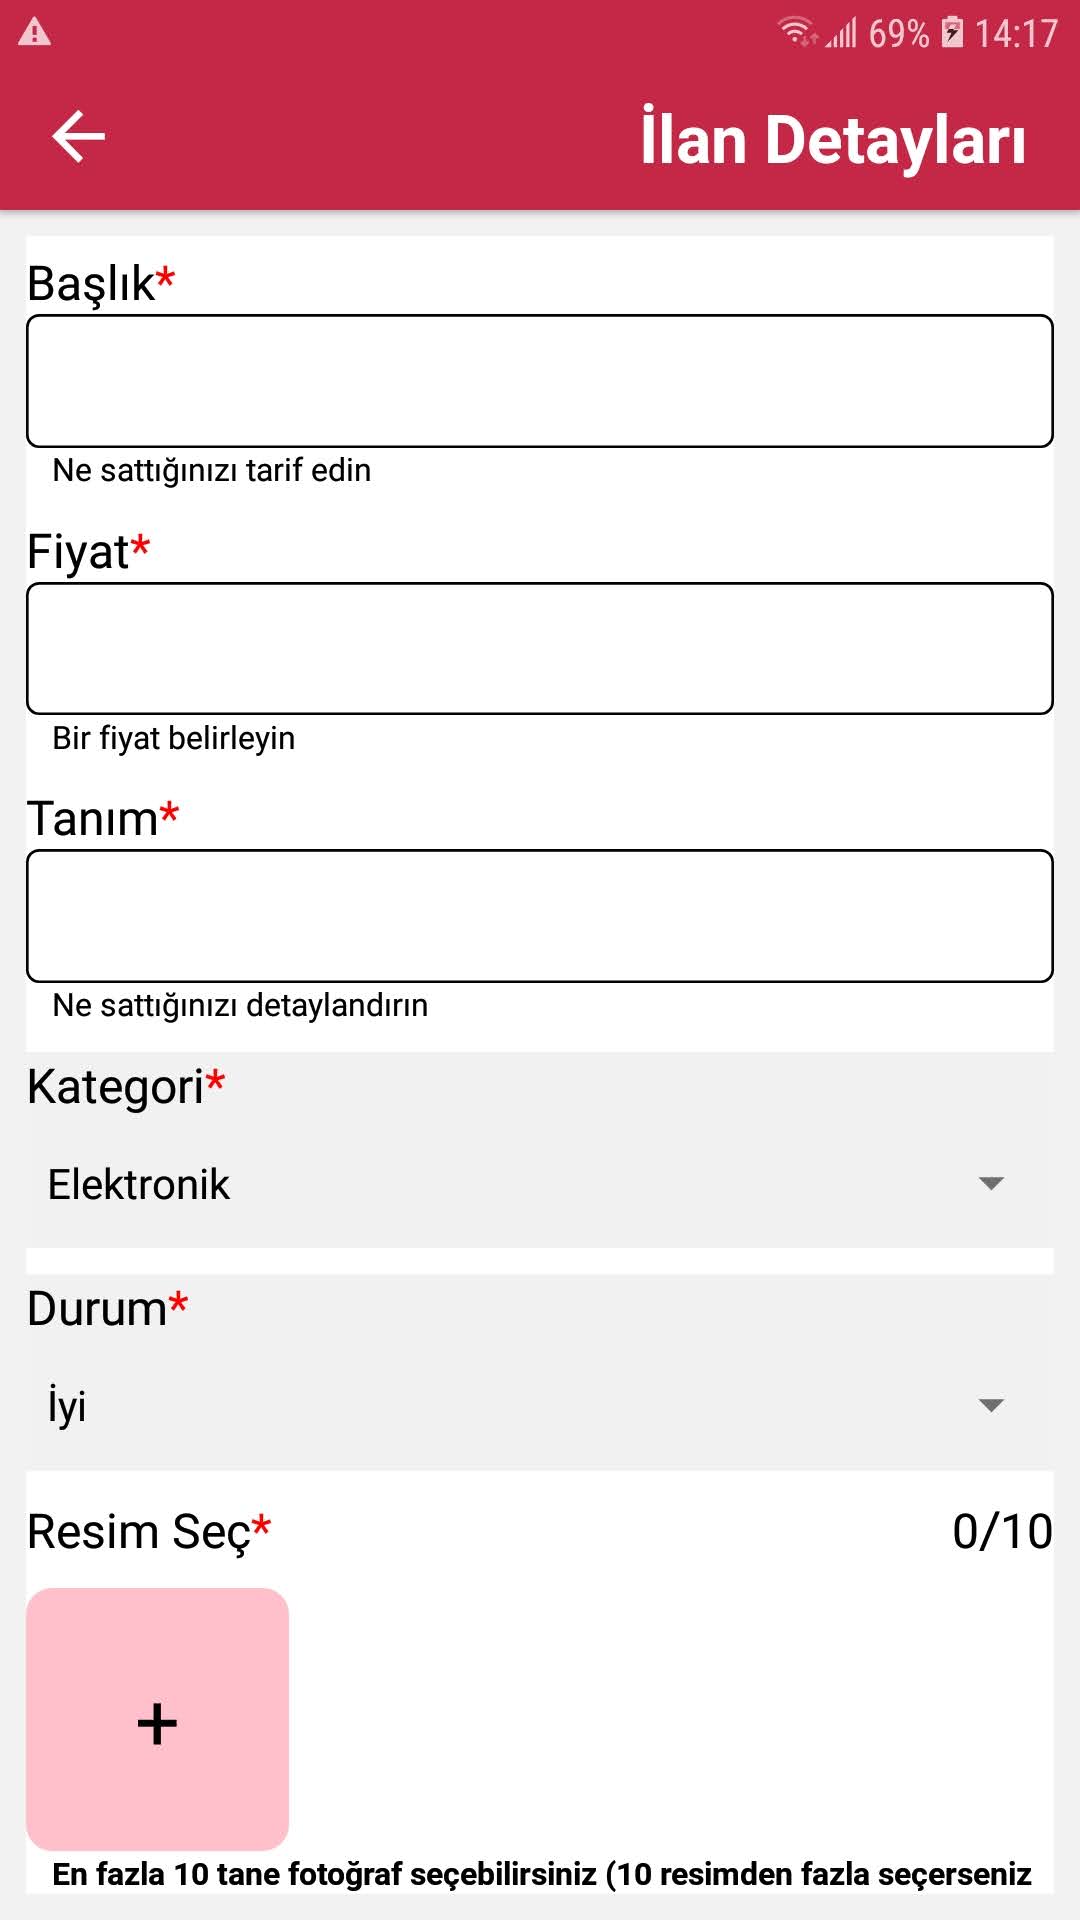 69% 14:17
İlan Detayları
Başlık*
Ne sattığınızı tarif edin
Fiyat*
Bir fiyat belirleyin
Tanım*
Ne sattığınızı detaylandırın
Kategori*
Elektronik
Durum*
İyi
Resim Seç* 0/10
+
En fazla 10 tane fotoğraf seçebilirsiniz (10 resimden fazla seçerseniz